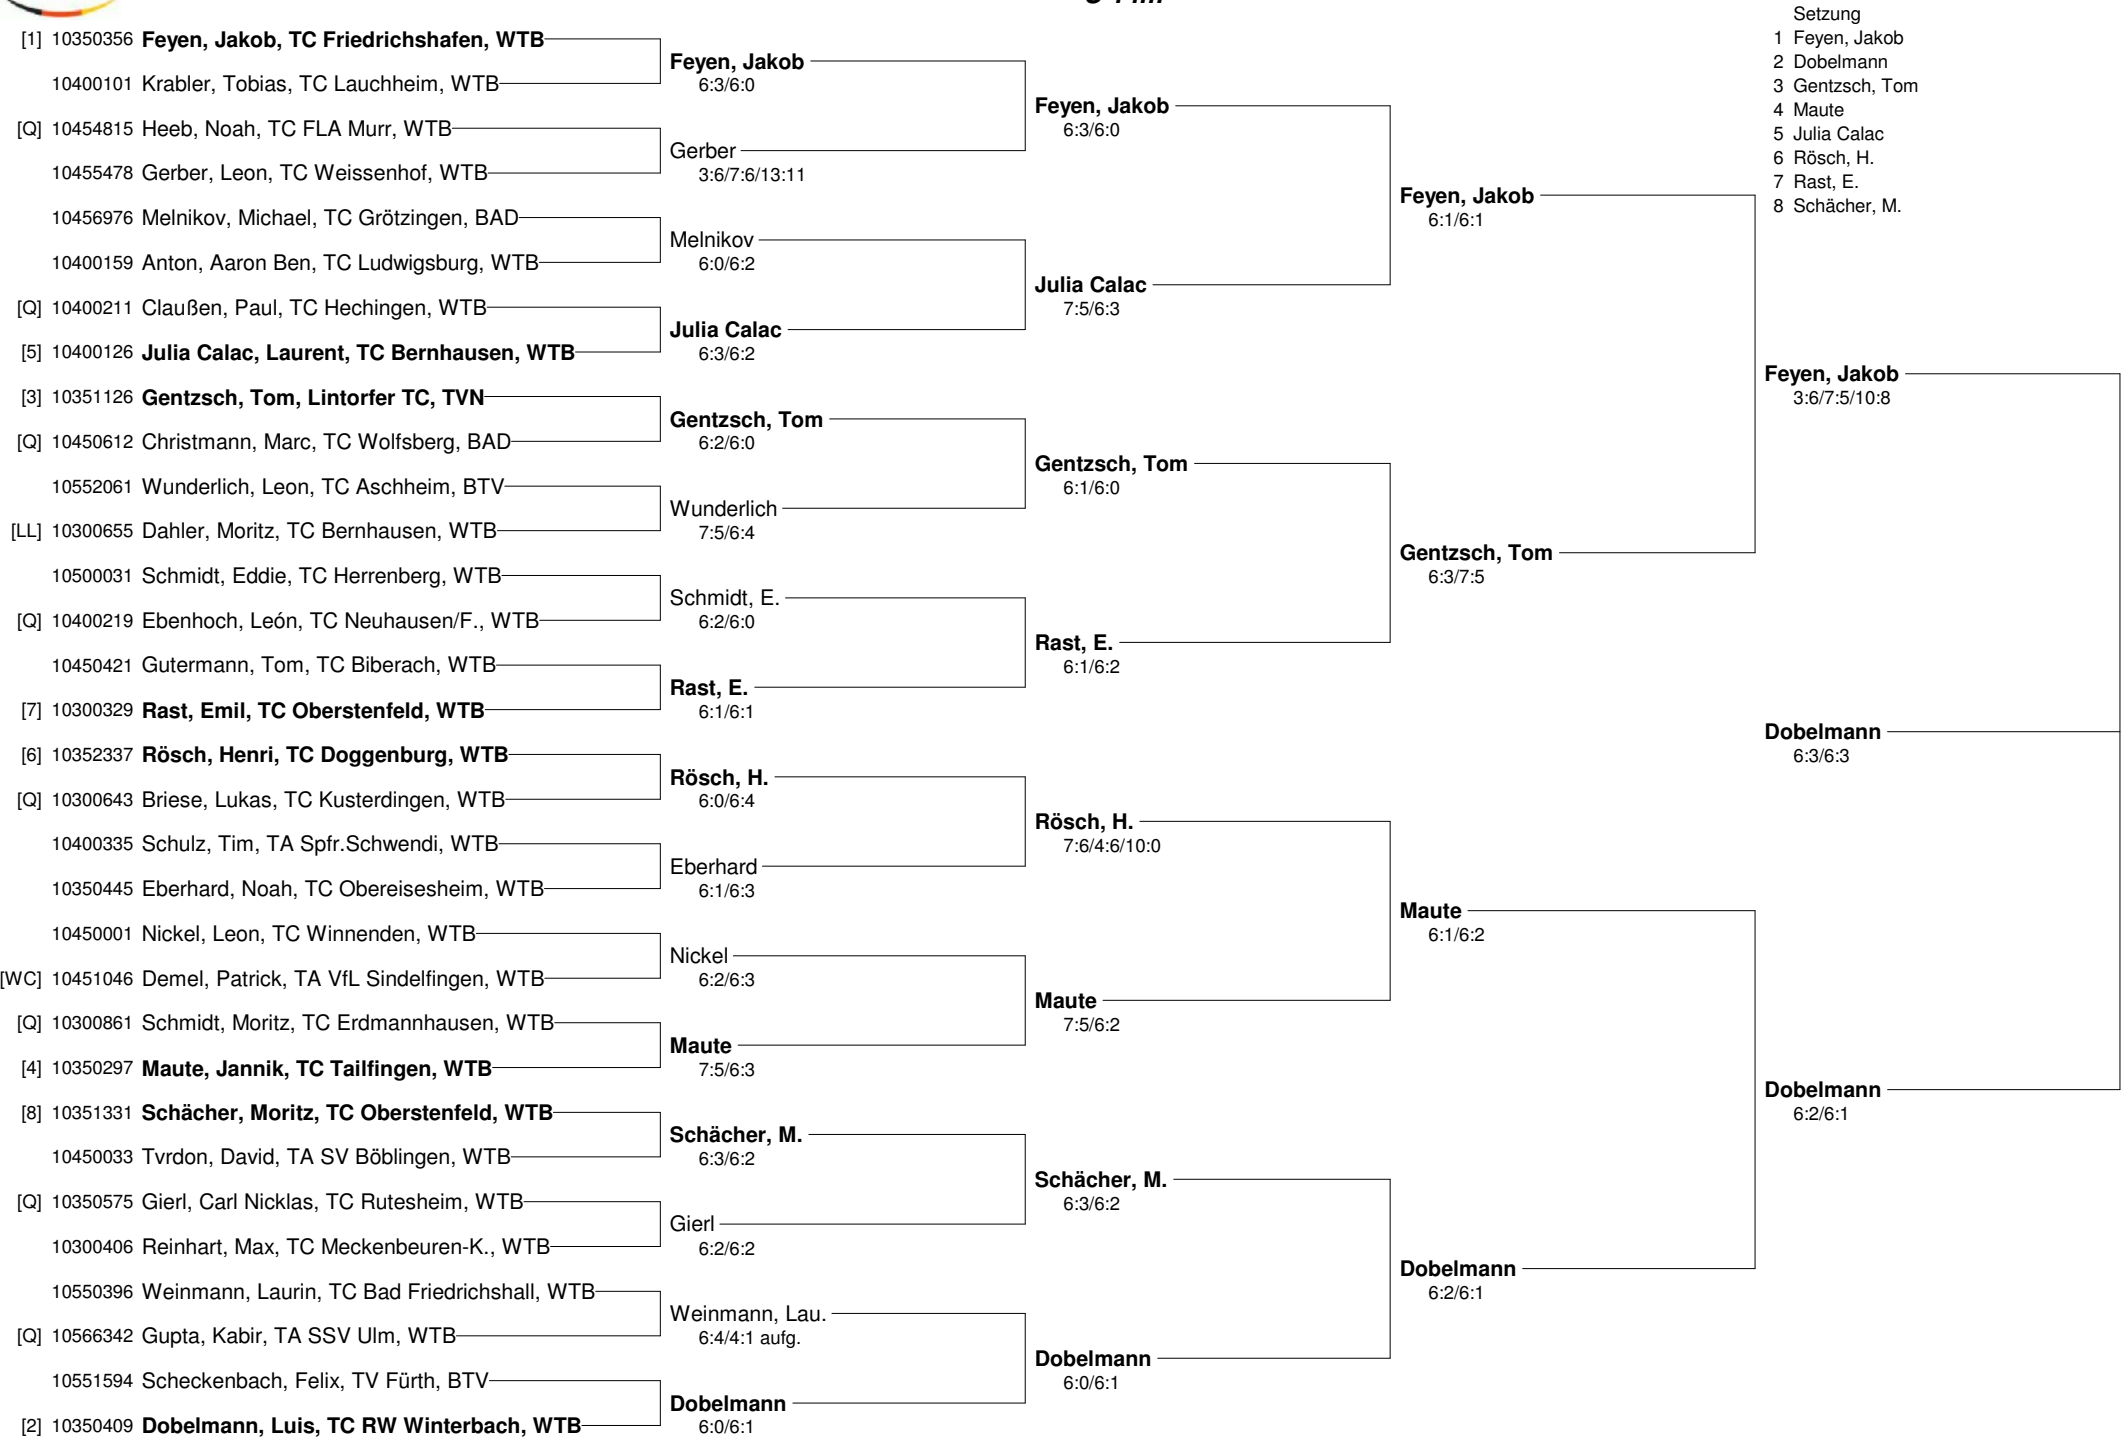 Setzung
1 Feyen, Jakob
2 Dobelmann
3 Gentzsch, Tom
4 Maute
5 Julia Calac
6 Rösch, H.
7 Rast, E.
8 Schächer, M.
[1] 10350356 Feyen, Jakob, TC Friedrichshafen, WTB
10400101 Krabler, Tobias, TC Lauchheim, WTB
[Q] 10454815 Heeb, Noah, TC FLA Murr, WTB
10455478 Gerber, Leon, TC Weissenhof, WTB
10456976 Melnikov, Michael, TC Grötzingen, BAD
10400159 Anton, Aaron Ben, TC Ludwigsburg, WTB
[Q] 10400211 Claußen, Paul, TC Hechingen, WTB
[5] 10400126 Julia Calac, Laurent, TC Bernhausen, WTB
[3] 10351126 Gentzsch, Tom, Lintorfer TC, TVN
[Q] 10450612 Christmann, Marc, TC Wolfsberg, BAD
10552061 Wunderlich, Leon, TC Aschheim, BTV
[LL] 10300655 Dahler, Moritz, TC Bernhausen, WTB
10500031 Schmidt, Eddie, TC Herrenberg, WTB
[Q] 10400219 Ebenhoch, León, TC Neuhausen/F., WTB
10450421 Gutermann, Tom, TC Biberach, WTB
[7] 10300329 Rast, Emil, TC Oberstenfeld, WTB
[6] 10352337 Rösch, Henri, TC Doggenburg, WTB
[Q] 10300643 Briese, Lukas, TC Kusterdingen, WTB
10400335 Schulz, Tim, TA Spfr.Schwendi, WTB
10350445 Eberhard, Noah, TC Obereisesheim, WTB
10450001 Nickel, Leon, TC Winnenden, WTB
[WC] 10451046 Demel, Patrick, TA VfL Sindelfingen, WTB
[Q] 10300861 Schmidt, Moritz, TC Erdmannhausen, WTB
[4] 10350297 Maute, Jannik, TC Tailfingen, WTB
[8] 10351331 Schächer, Moritz, TC Oberstenfeld, WTB
10450033 Tvrdon, David, TA SV Böblingen, WTB
[Q] 10350575 Gierl, Carl Nicklas, TC Rutesheim, WTB
10300406 Reinhart, Max, TC Meckenbeuren-K., WTB
10550396 Weinmann, Laurin, TC Bad Friedrichshall, WTB
[Q] 10566342 Gupta, Kabir, TA SSV Ulm, WTB
10551594 Scheckenbach, Felix, TV Fürth, BTV
[2] 10350409 Dobelmann, Luis, TC RW Winterbach, WTB
Feyen, Jakob
6:3/6:0
Gerber
3:6/7:6/13:11
Melnikov
6:0/6:2
Julia Calac
6:3/6:2
Gentzsch, Tom
6:2/6:0
Wunderlich
7:5/6:4
Schmidt, E.
6:2/6:0
Rast, E.
6:1/6:1
Rösch, H.
6:0/6:4
Eberhard
6:1/6:3
Nickel
6:2/6:3
Maute
7:5/6:3
Schächer, M.
6:3/6:2
Gierl
6:2/6:2
Weinmann, Lau.
6:4/4:1 aufg.
Dobelmann
6:0/6:1
Feyen, Jakob
6:3/6:0
Julia Calac
7:5/6:3
Gentzsch, Tom
6:1/6:0
Rast, E.
6:1/6:2
Rösch, H.
7:6/4:6/10:0
Maute
7:5/6:2
Schächer, M.
6:3/6:2
Dobelmann
6:0/6:1
Feyen, Jakob
6:1/6:1
Gentzsch, Tom
6:3/7:5
Maute
6:1/6:2
Dobelmann
6:2/6:1
Feyen, Jakob
3:6/7:5/10:8
Dobelmann
6:3/6:3
Dobelmann
6:2/6:1